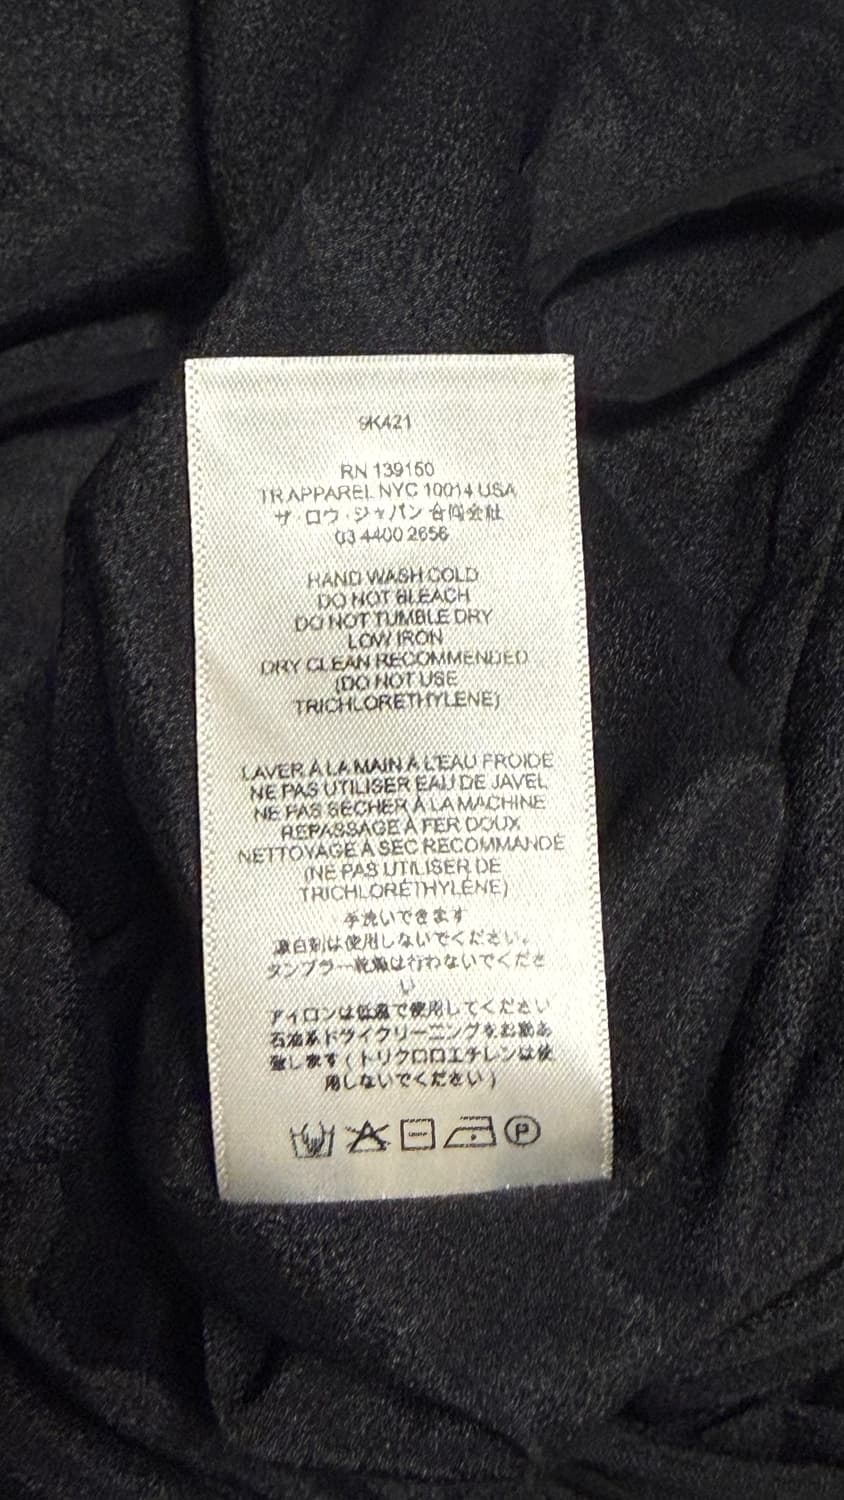 9K421
RN 139150
TR APPAREL NYC 10014 USA
ザ・ロウ・ジャパン 合同会社
03 4400 2656
HAND WASH COLD
DO NOT BLEACH
DO NOT TUMBLE DRY
LOW IRON
DRY CLEAN RECOMMENDED
(DO NOT USE
TRICHLORETHYLENE)
LAVER À LA MAIN À L'EAU FROIDE
NE PAS UTILISER EAU DE JAVEL
NE PAS SÉCHER À LA MACHINE
REPASSAGE À FER DOUX
NETTOYAGE À SEC RECOMMANDÉ
(NE PAS UTILISER DE
TRICHLORÉTHYLÈNE)
手洗いできます
漂白剤は使用しないでください。
タンブラー乾燥は行わないでくださ
い
アイロンは低温で使用してください
石油系ドライクリーニングをお勧め
致します(トリクロロエチレンは使
用しないでください)
P